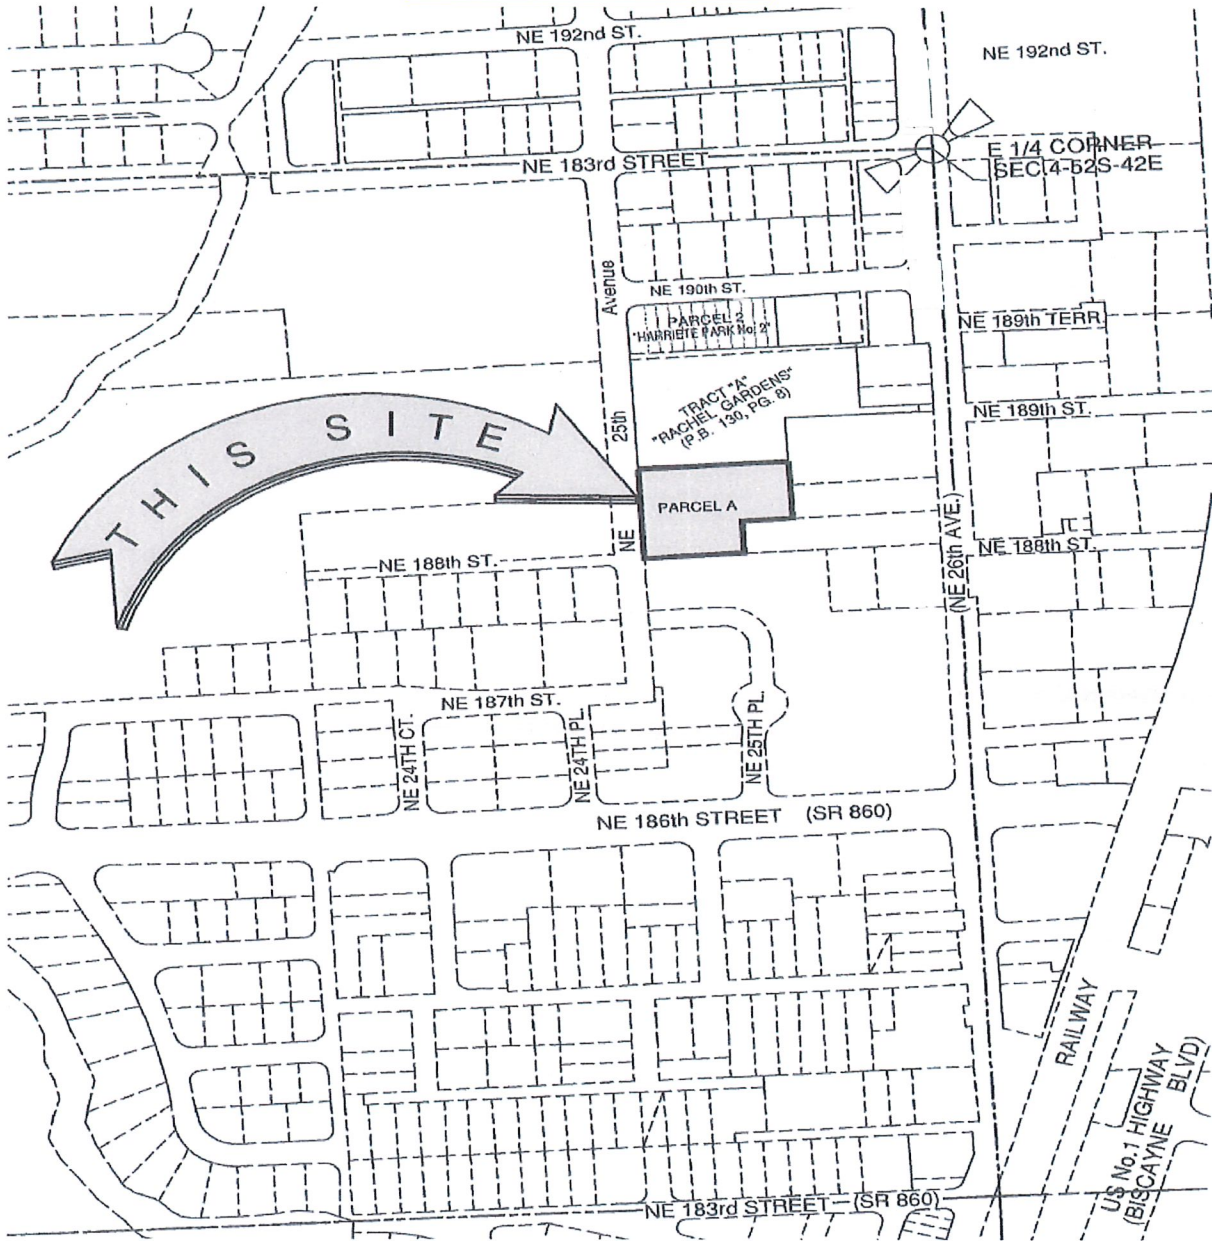 NE 192nd ST.
NE 192nd ST.
NE 183rd STREET
E 1/4 CORNER
SEC.4-52S-42E
NE 190th ST.
PARCEL 2
"HARRIETE PARK No. 2"
NE 189th TERR.
TRACT "A"
"RACHEL GARDENS"
(P.B. 130, PG. 8)
NE 189th ST.
THIS SITE
NE 25th Avenue
PARCEL A
NE 188th ST.
NE 188th ST.
(NE 26th AVE.)
NE 187th ST.
NE 24TH CT.
NE 24TH PL.
NE 25TH PL.
NE 186th STREET (SR 860)
RAILWAY
US No.1 HIGHWAY
(BISCAYNE BLVD)
NE 183rd STREET (SR 860)